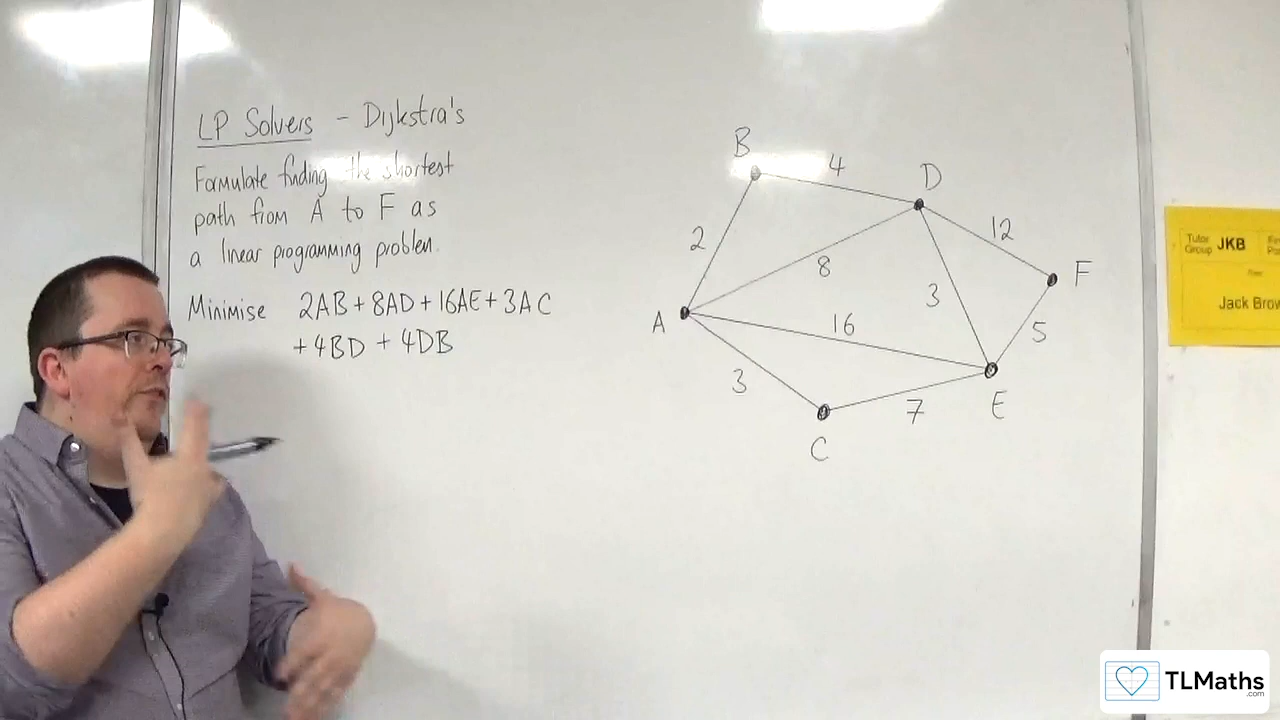 LP Solvers - Dijkstra's
Formulate finding the shortest
path from A to F as
a linear programming problem.
Minimise 2AB + 8AD + 16AE + 3AC
+ 4BD + 4DB
B
4
D
2
12
8
F
3
A
16
5
3
7
E
C
Tutor
Group JKB
Jack Brow
TLMaths
.com